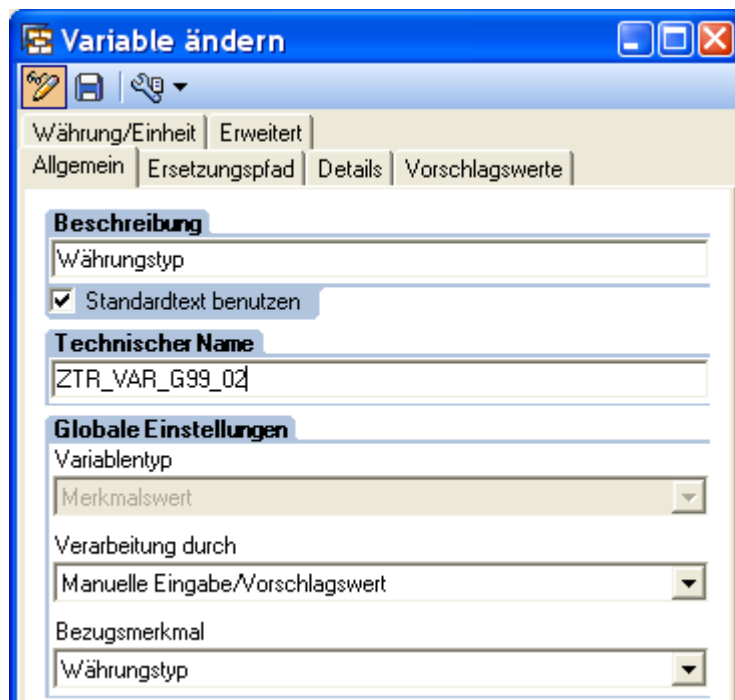 Variable ändern
Währung/Einheit Erweitert
Allgemein Ersetzungspfad Details Vorschlagswerte
Beschreibung
Währungstyp
Standardtext benutzen
Technischer Name
ZTR_VAR_G99_02
Globale Einstellungen
Variablentyp
Merkmalswert
Verarbeitung durch
Manuelle Eingabe/Vorschlagswert
Bezugsmerkmal
Währungstyp